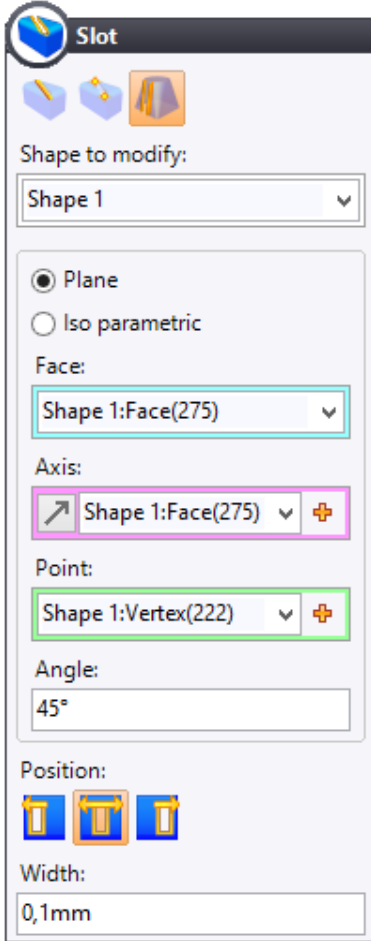 Slot
Shape to modify:
Shape 1
Plane
Iso parametric
Face:
Shape 1:Face(275)
Axis:
Shape 1:Face(275)
Point:
Shape 1:Vertex(222)
Angle:
45°
Position:
Width:
0,1mm